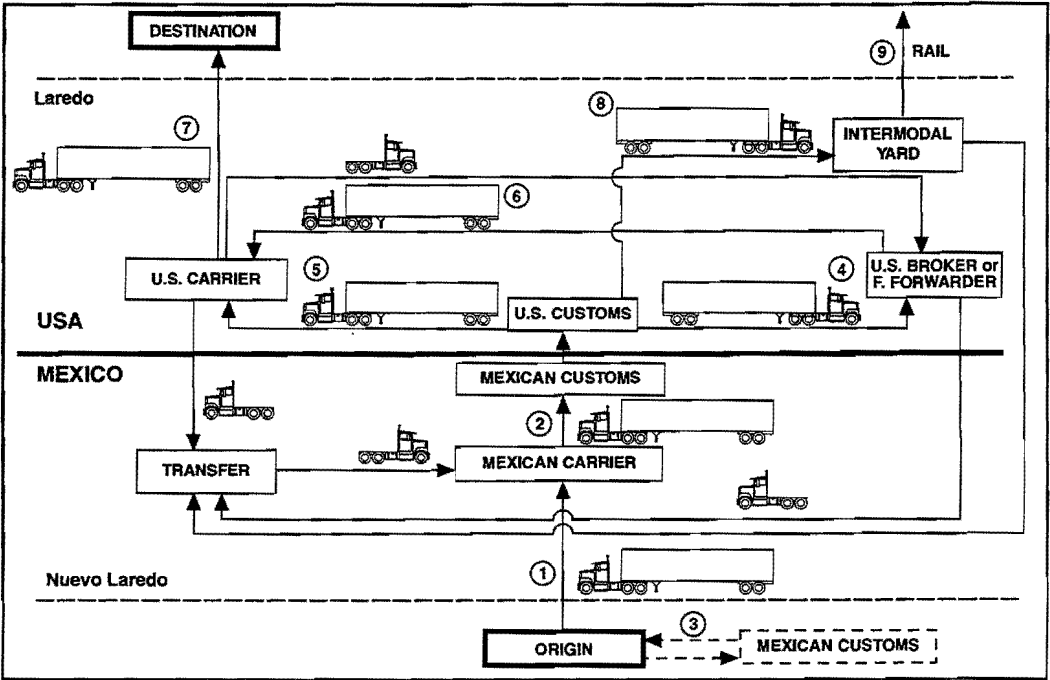 DESTINATION
9 RAIL
Laredo
8
7
INTERMODAL
YARD
6
U.S. CARRIER
5
4
U.S. BROKER or
F. FORWARDER
U.S. CUSTOMS
USA
MEXICO
MEXICAN CUSTOMS
2
TRANSFER
MEXICAN CARRIER
Nuevo Laredo
1
3
ORIGIN
MEXICAN CUSTOMS